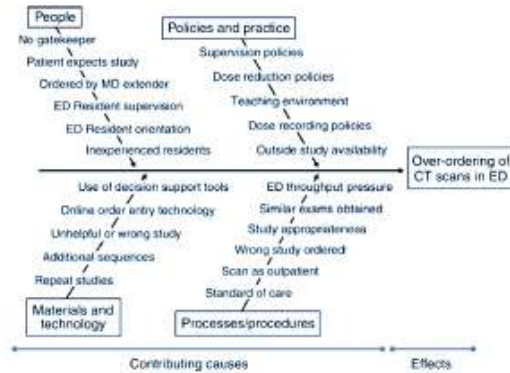 People
No gatekeeper
Patient expects study
Ordered by MD extender
ED Resident supervision
ED Resident orientation
Inexperienced residents
Policies and practice
Supervision policies
Dose reduction policies
Teaching environment
Dose recording policies
Outside study availability
Over-ordering of
CT scans in ED
Use of decision support tools
Online order entry technology
Unhelpful or wrong study
Additional sequences
Repeat studies
Materials and
technology
ED throughput pressure
Similar exams obtained
Study appropriateness
Wrong study ordered
Scan as outpatient
Standard of care
Processes/procedures
Contributing causes
Effects